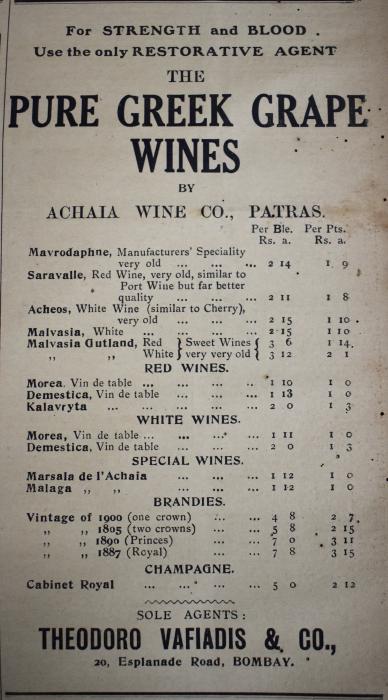 For STRENGTH and BLOOD.
Use the only RESTORATIVE AGENT
THE
PURE GREEK GRAPE
WINES
BY
ACHAIA WINE CO., PATRAS.
Per Ble. Per Pts.
Rs. a. Rs. a.
Mavrodaphne, Manufacturers' Speciality
very old ... ... ... 2 14 1 9
Saravalle, Red Wine, very old, similar to
Port Wine but far better
quality ... ... ... 2 11 1 8
Acheos, White Wine (similar to Cherry),
very old ... ... ... 2 15 1 10
Malvasia, White ... ... ... 2 15 1 10
Malvasia Gutland, Red } Sweet Wines { 3 6 1 14
„ „ White } very very old { 3 12 2 1
RED WINES.
Morea, Vin de table ... ... ... ... 1 10 1 0
Demestica, Vin de table ... ... ... 1 13 1 0
Kalavryta ... ... ... ... ... 2 0 1 3
WHITE WINES.
Morea, Vin de table ... ... ... ... 1 11 1 0
Demestica, Vin de table ... ... ... 2 0 1 3
SPECIAL WINES.
Marsala de l'Achaia ... ... ... 1 12 1 0
Malaga „ „ ... ... ... 1 12 1 0
BRANDIES.
Vintage of 1900 (one crown) ... ... ... 4 8 2 7
„ „ 1895 (two crowns) ... ... 5 8 2 15
„ „ 1890 (Princes) ... ... ... 7 0 3 11
„ „ 1887 (Royal) ... ... ... 7 8 3 15
CHAMPAGNE.
Cabinet Royal ... ... ... ... 5 0 2 12
SOLE AGENTS:
THEODORO VAFIADIS & CO.,
20, Esplanade Road, BOMBAY.